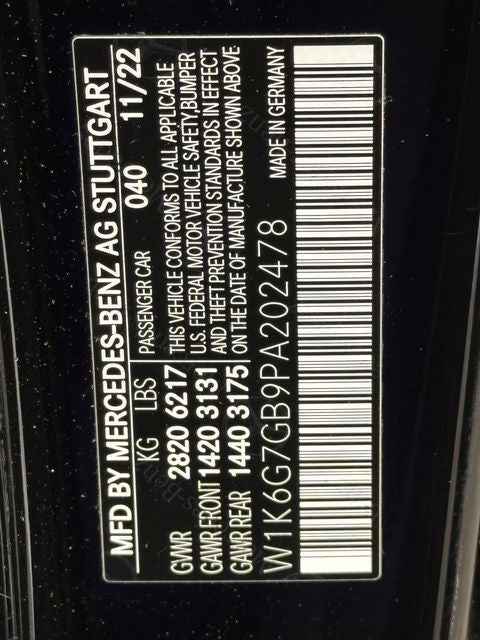 MFD BY MERCEDES-BENZ AG STUTTGART
KG LBS PASSENGER CAR 040 11/22
GVWR 2820 6217
GAWR FRONT 1420 3131
GAWR REAR 1440 3175
THIS VEHICLE CONFORMS TO ALL APPLICABLE
U.S. FEDERAL MOTOR VEHICLE SAFETY,BUMPER
AND THEFT PREVENTION STANDARDS IN EFFECT
ON THE DATE OF MANUFACTURE SHOWN ABOVE
W1K6G7GB9PA202478 MADE IN GERMANY